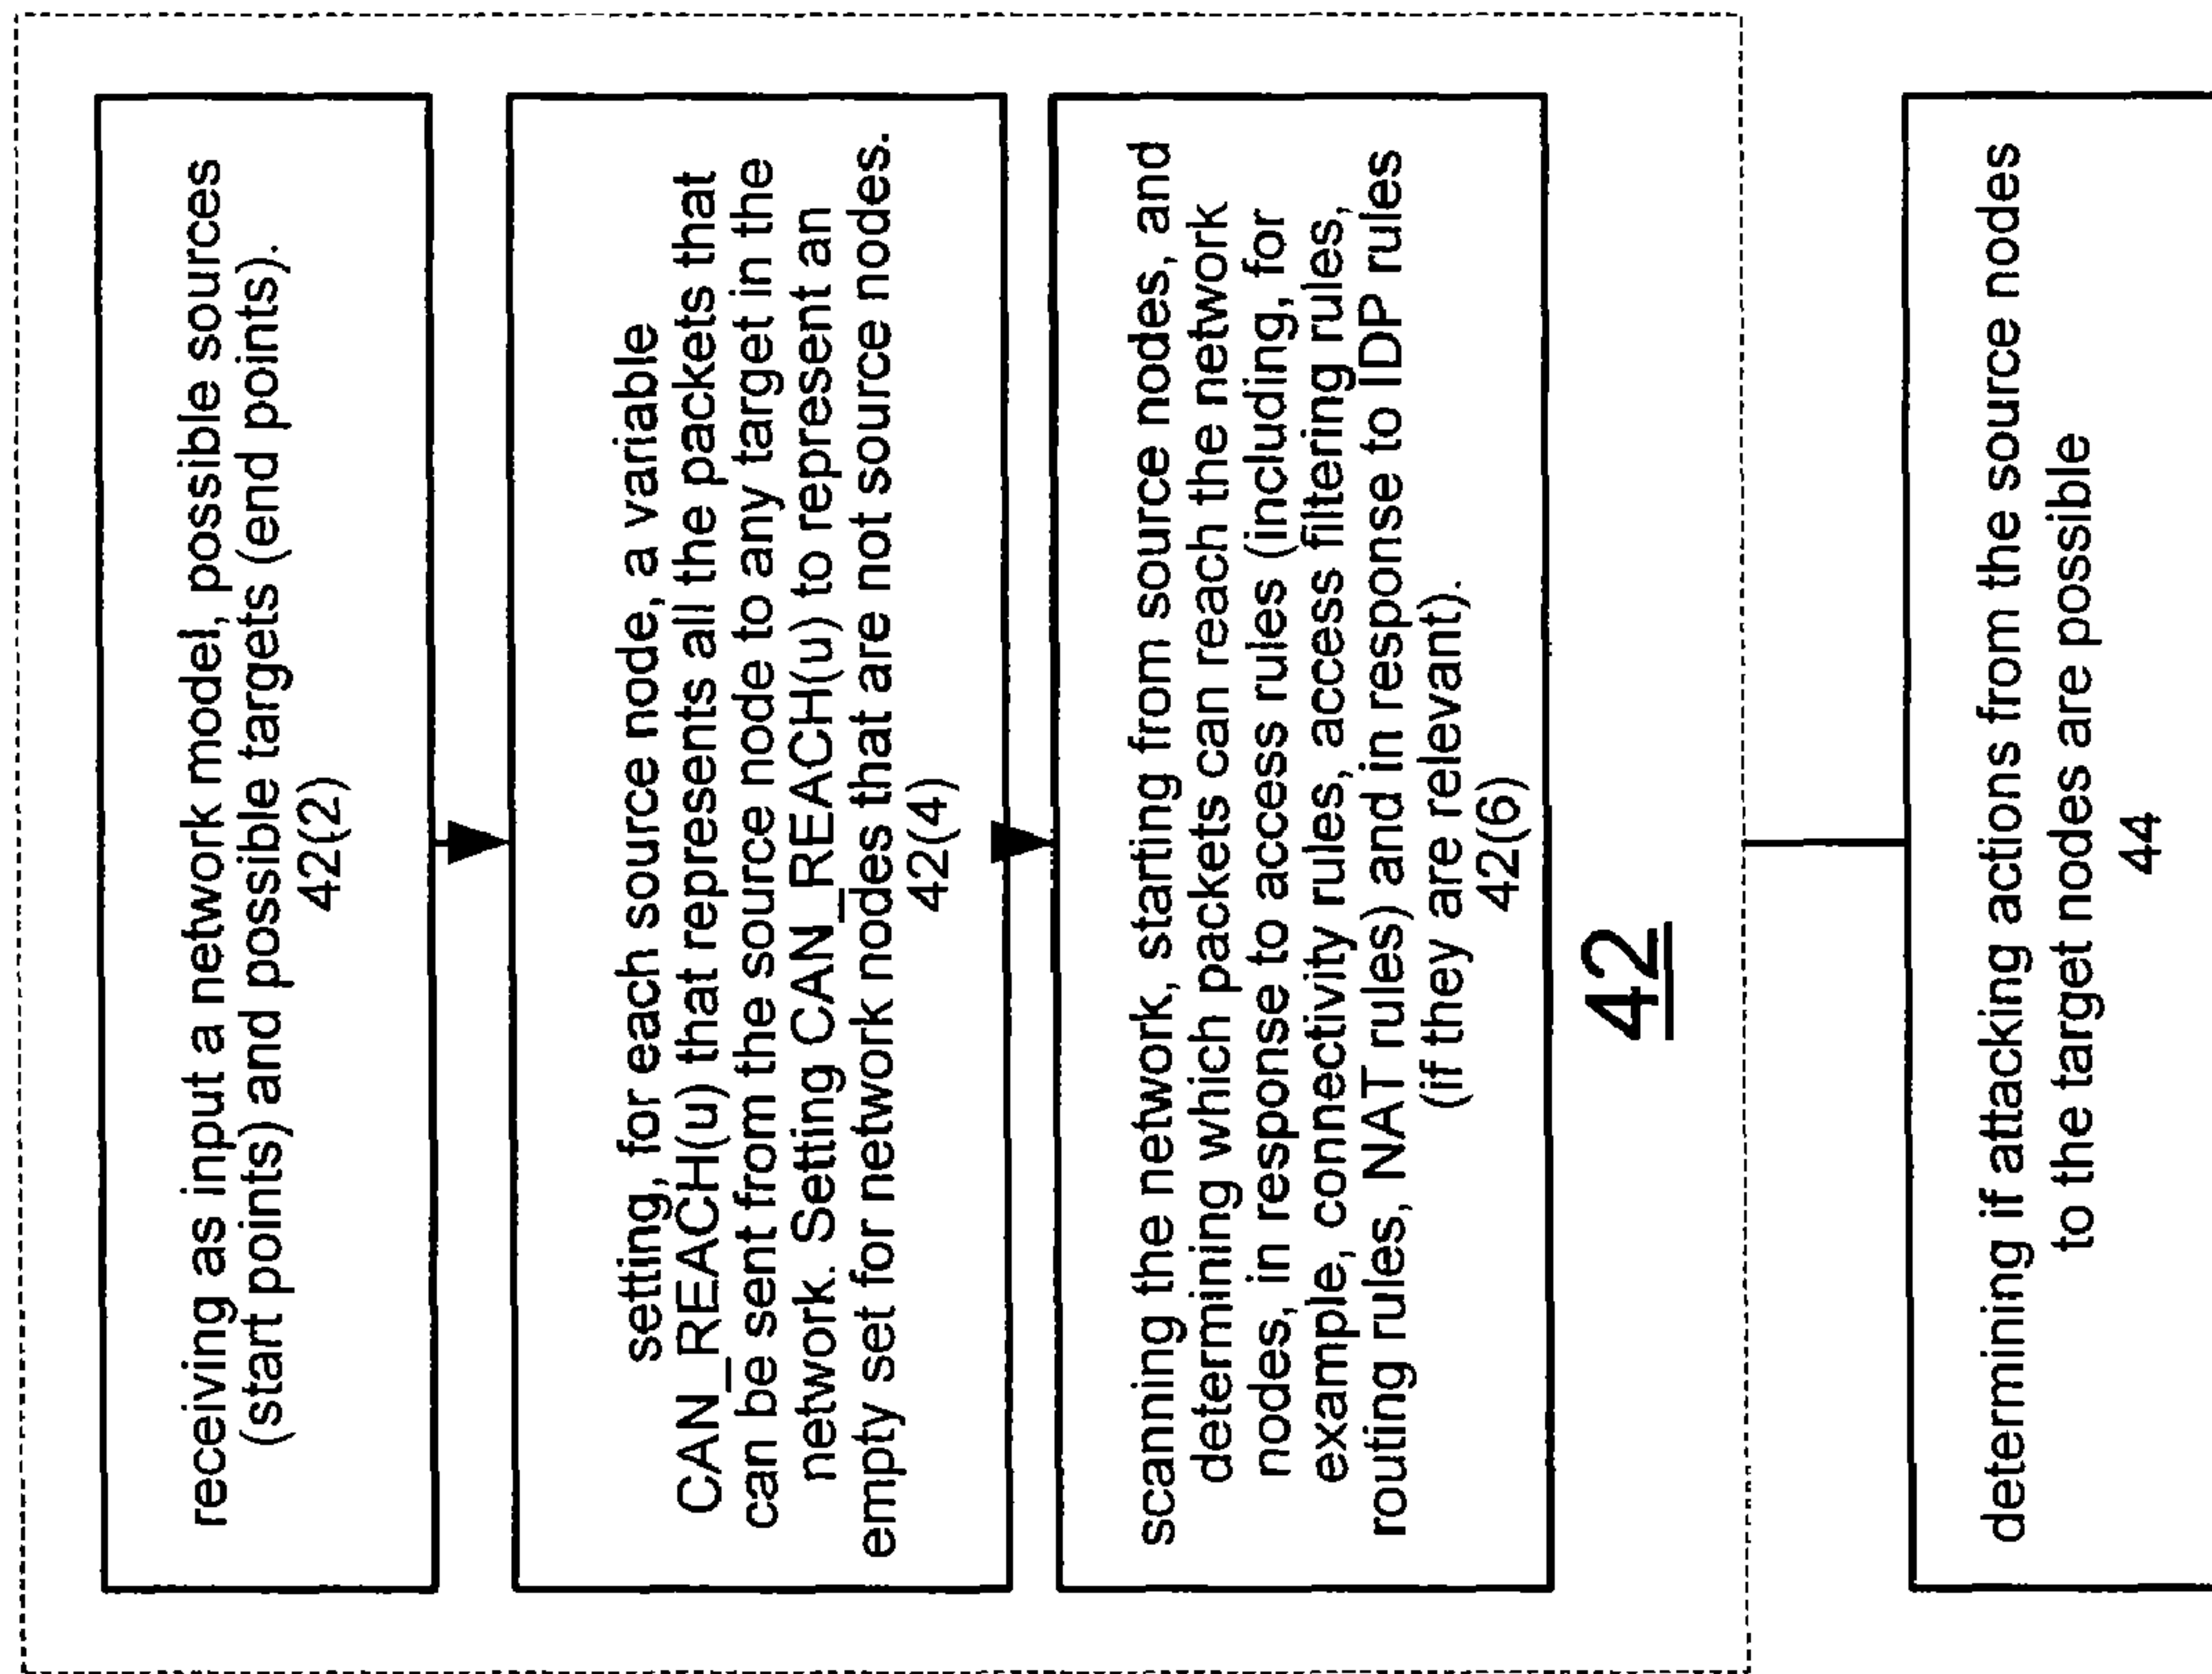 receiving as input a network model, possible sources
(start points) and possible targets (end points).
42(2)
setting, for each source node, a variable
CAN_REACH(u) that represents all the packets that
can be sent from the source node to any target in the
network. Setting CAN_REACH(u) to represent an
empty set for network nodes that are not source nodes.
42(4)
scanning the network, starting from source nodes, and
determining which packets can reach the network
nodes, in response to access rules (including, for
example, connectivity rules, access filtering rules,
routing rules, NAT rules) and in response to IDP rules
(if they are relevant).
42(6)
42
determining if attacking actions from the source nodes
to the target nodes are possible
44